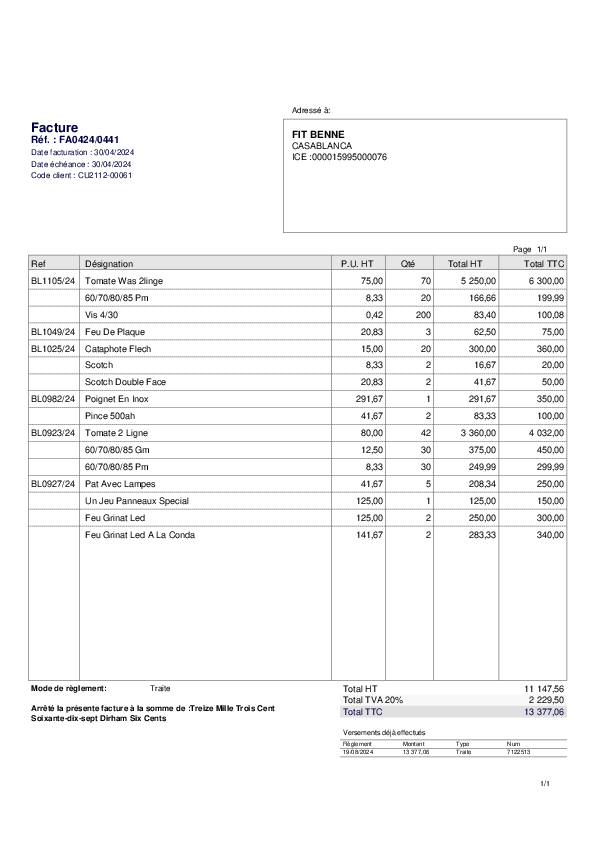 Adressé à:
Facture
Réf. : FA0424/0441
Date facturation : 30/04/2024
Date échéance : 30/04/2024
Code client : CU2112-00061
FIT BENNE
CASABLANCA
ICE :000015995000076
Page 1/1
Ref Désignation P.U. HT Qté Total HT Total TTC
BL1105/24 Tomate Was 2linge 75,00 70 5 250,00 6 300,00
60/70/80/85 Pm 8,33 20 166,66 199,99
Vis 4/30 0,42 200 83,40 100,08
BL1049/24 Feu De Plaque 20,83 3 62,50 75,00
BL1025/24 Cataphote Flech 15,00 20 300,00 360,00
Scotch 8,33 2 16,67 20,00
Scotch Double Face 20,83 2 41,67 50,00
BL0982/24 Poignet En Inox 291,67 1 291,67 350,00
Pince 500ah 41,67 2 83,33 100,00
BL0923/24 Tomate 2 Ligne 80,00 42 3 360,00 4 032,00
60/70/80/85 Gm 12,50 30 375,00 450,00
60/70/80/85 Pm 8,33 30 249,99 299,99
BL0927/24 Pat Avec Lampes 41,67 5 208,34 250,00
Un Jeu Panneaux Special 125,00 1 125,00 150,00
Feu Grinat Led 125,00 2 250,00 300,00
Feu Grinat Led A La Conda 141,67 2 283,33 340,00
Mode de règlement: Traite
Arrêté la présente facture à la somme de :Treize Mille Trois Cent
Soixante-dix-sept Dirham Six Cents
Total HT 11 147,56
Total TVA 20% 2 229,50
Total TTC 13 377,06
Versements déjà effectués
Règlement Montant Type Num
19/08/2024 13 377,06 Traite 7122513
1/1